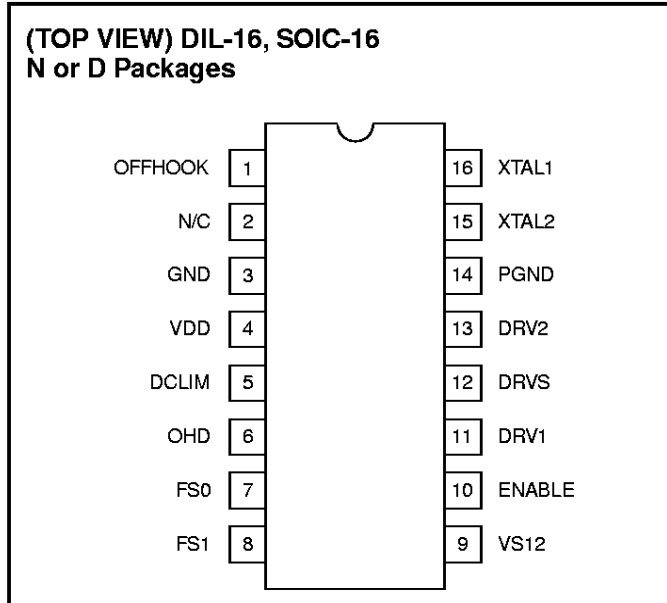 (TOP VIEW) DIL-16, SOIC-16
N or D Packages
OFFHOOK 1 16 XTAL1
N/C 2 15 XTAL2
GND 3 14 PGND
VDD 4 13 DRV2
DCLIM 5 12 DRVS
OHD 6 11 DRV1
FS0 7 10 ENABLE
FS1 8 9 VS12